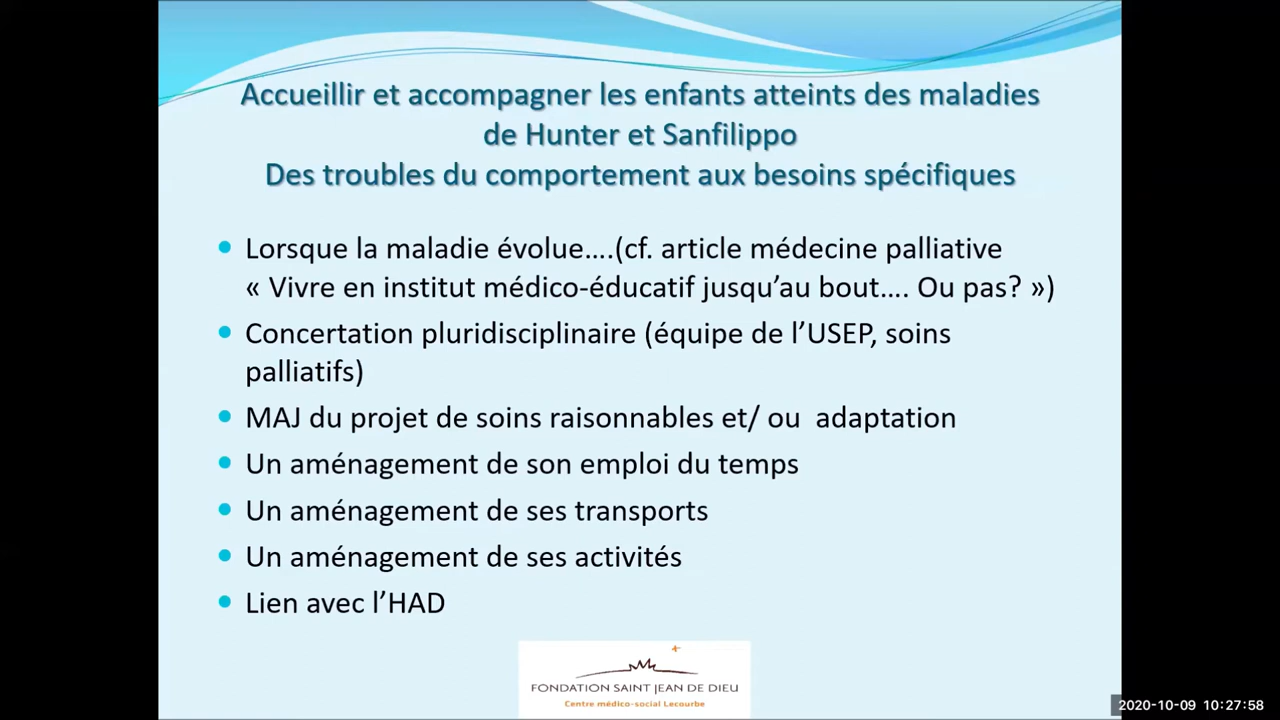 Accueillir et accompagner les enfants atteints des maladies
de Hunter et Sanfilippo
Des troubles du comportement aux besoins spécifiques
• Lorsque la maladie évolue….(cf. article médecine palliative
« Vivre en institut médico-éducatif jusqu’au bout…. Ou pas? »)
• Concertation pluridisciplinaire (équipe de l’USEP, soins
palliatifs)
• MAJ du projet de soins raisonnables et/ ou  adaptation
• Un aménagement de son emploi du temps
• Un aménagement de ses transports
• Un aménagement de ses activités
• Lien avec l’HAD
FONDATION SAINT JEAN DE DIEU
Centre médico-social Lecourbe
2020-10-09 10:27:58